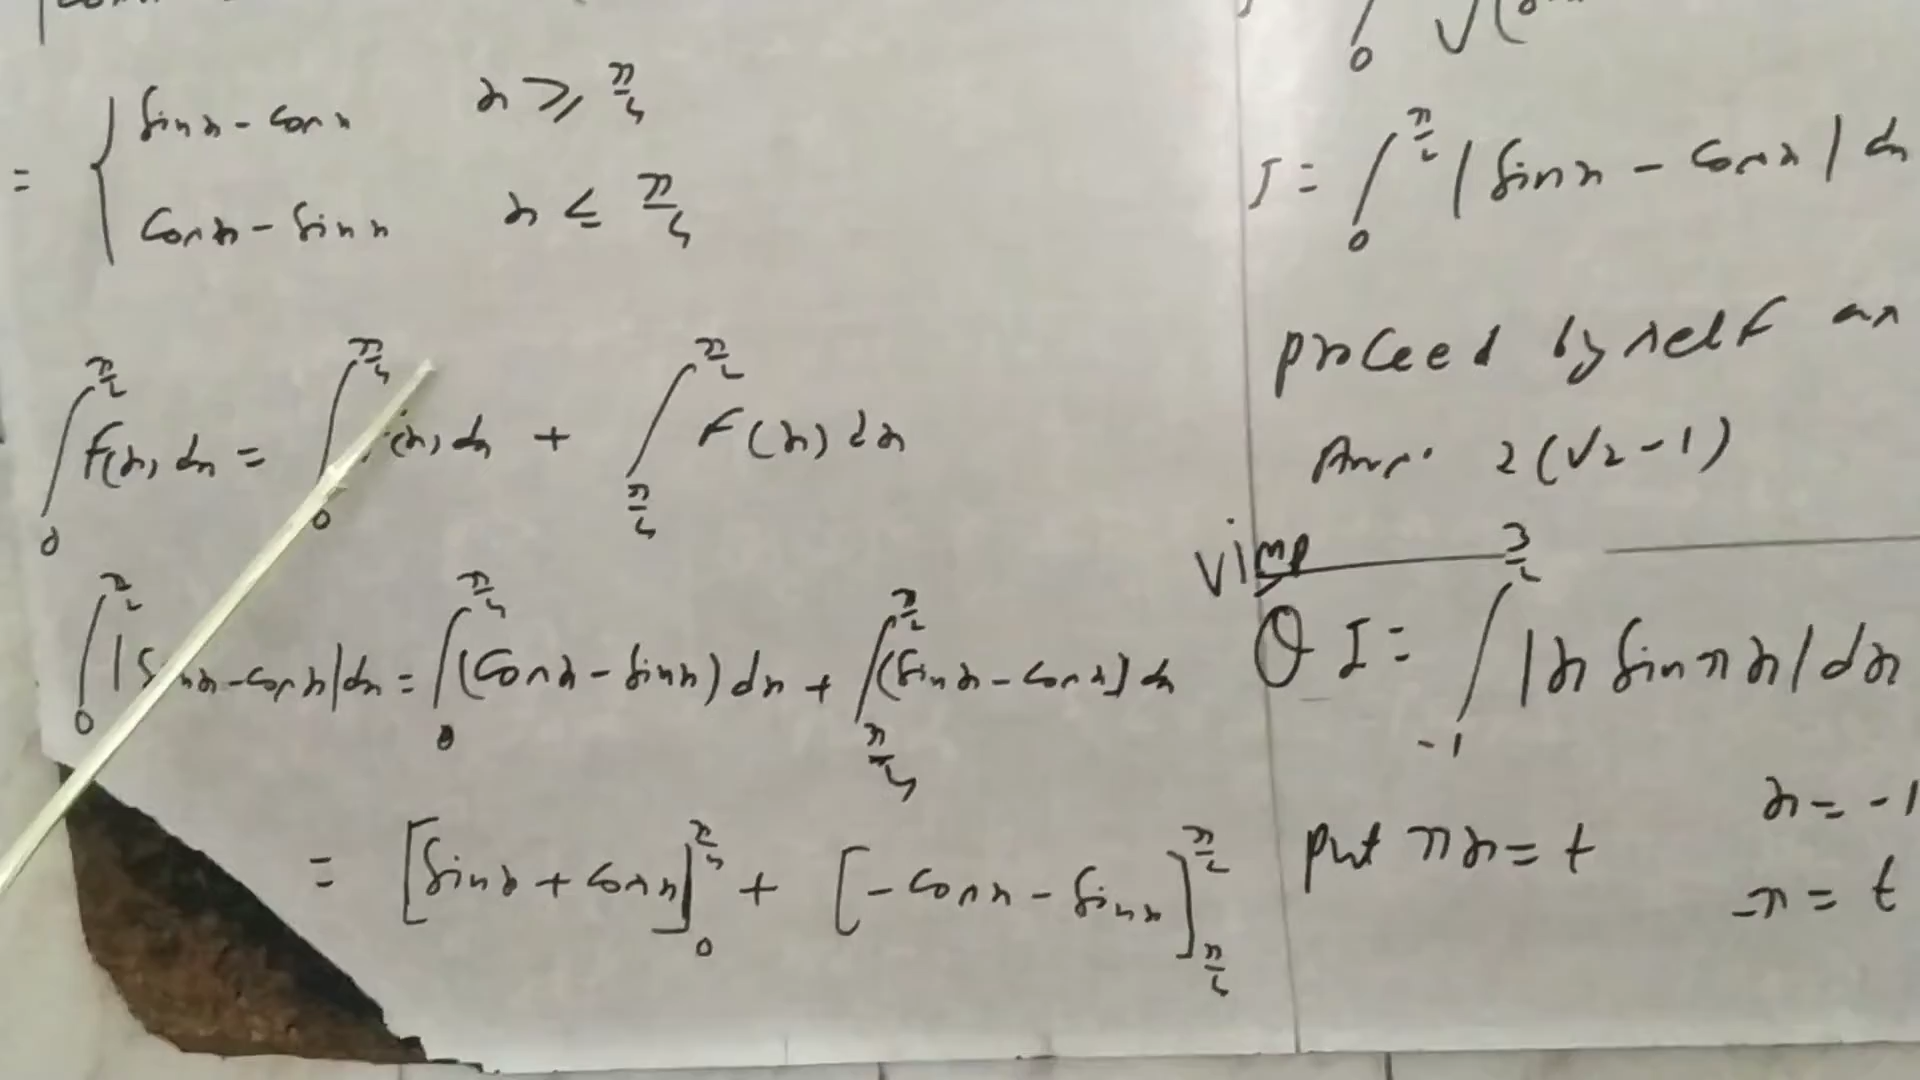 = { sin x - cos x    x ≥ π/4
cos x - sin x    x ≤ π/4
∫₀^{π/2} f(x) dx = ∫₀^{π/4} f(x) dx + ∫_{π/4}^{π/2} f(x) dx
∫₀^{π/2} |sin x - cos x| dx = ∫₀^{π/4} (cos x - sin x) dx + ∫_{π/4}^{π/2} (sin x - cos x) dx
= [sin x + cos x]₀^{π/4} + [- cos x - sin x]_{π/4}^{π/2}
I = ∫₀^{π/2} |sin x - cos x| dx
proceed by self as
Ans. 2(√2 - 1)
V imp
Q I = ∫_{-1}^{3/2} |x sin πx| dx
put πx = t    x = -1
-π = t